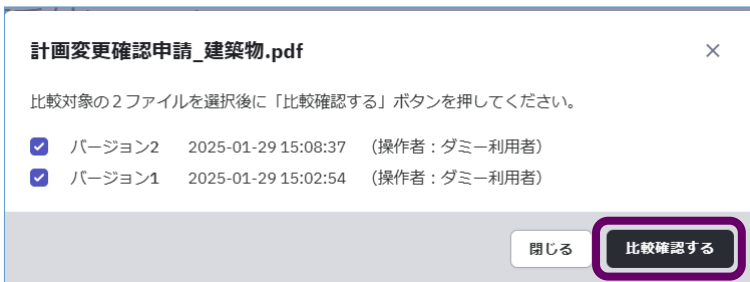 計画変更確認申請_建築物.pdf
比較対象の２ファイルを選択後に「比較確認する」ボタンを押してください。
バージョン2 2025-01-29 15:08:37 （操作者：ダミー利用者）
バージョン1 2025-01-29 15:02:54 （操作者：ダミー利用者）
閉じる 比較確認する